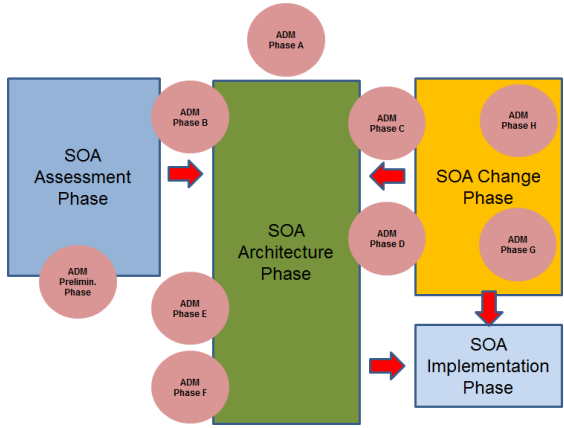 ADM
Phase A
SOA
Assessment
Phase
ADM
Prelimin.
Phase
ADM
Phase B
SOA
Architecture
Phase
ADM
Phase E
ADM
Phase F
ADM
Phase C
ADM
Phase D
ADM
Phase H
SOA Change
Phase
ADM
Phase G
SOA
Implementation
Phase